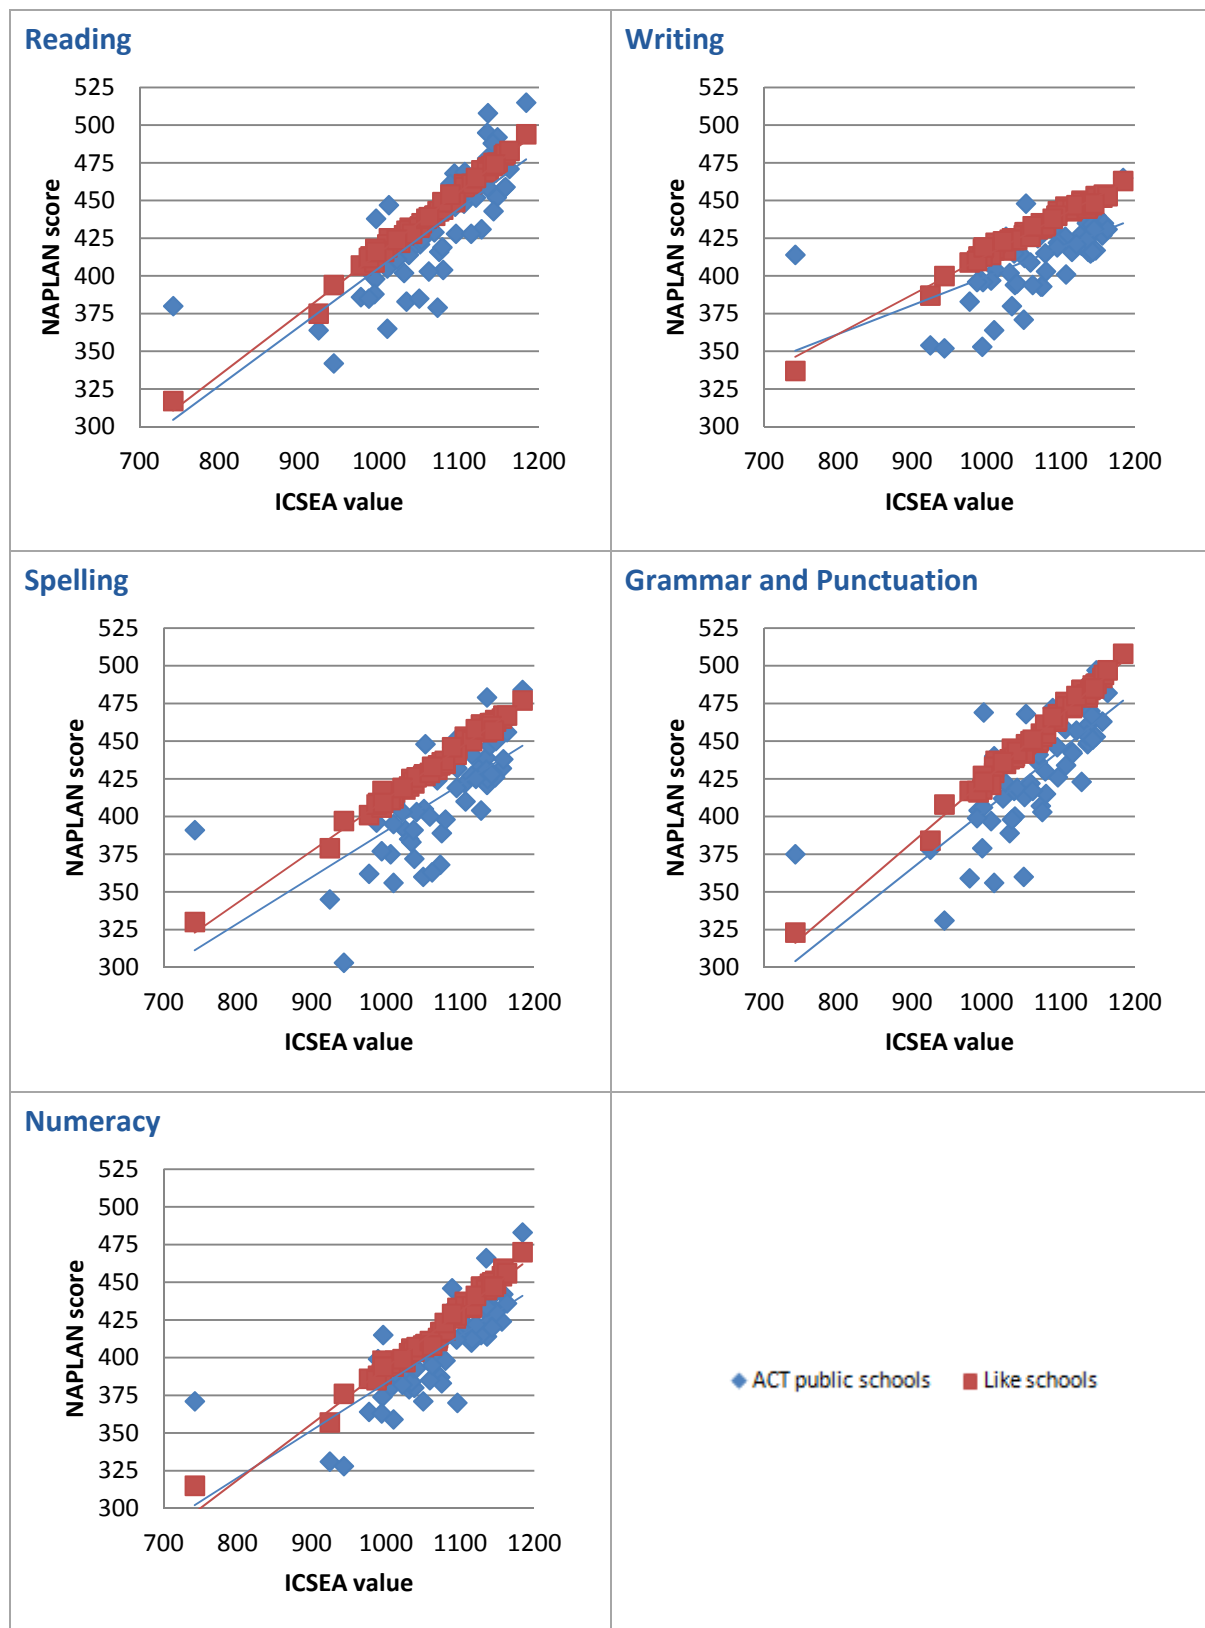 Reading
525
500
475
450
425
400
375
350
325
300
NAPLAN score
700 800 900 1000 1100 1200
ICSEA value
Writing
525
500
475
450
425
400
375
350
325
300
NAPLAN score
700 800 900 1000 1100 1200
ICSEA value
Spelling
525
500
475
450
425
400
375
350
325
300
NAPLAN score
700 800 900 1000 1100 1200
ICSEA value
Grammar and Punctuation
525
500
475
450
425
400
375
350
325
300
NAPLAN score
700 800 900 1000 1100 1200
ICSEA value
Numeracy
525
500
475
450
425
400
375
350
325
300
NAPLAN score
700 800 900 1000 1100 1200
ICSEA value
ACT public schools Like schools